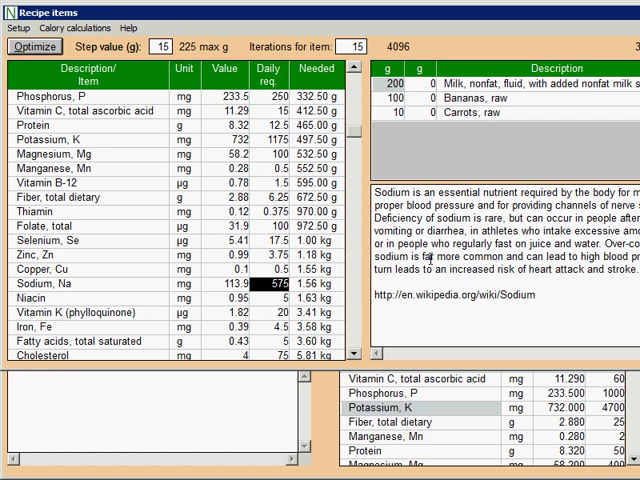 Recipe items
Setup Calory calculations Help
Optimize Step value (g): 15 225 max g Iterations for item: 15 4096
Description/ Item Unit Value Daily req. Needed
Phosphorus, P mg 233.5 250 332.50 g
Vitamin C, total ascorbic acid mg 11.29 15 412.50 g
Protein g 8.32 12.5 465.00 g
Potassium, K mg 732 1175 497.50 g
Magnesium, Mg mg 58.2 100 532.50 g
Manganese, Mn mg 0.28 0.5 552.50 g
Vitamin B-12 µg 0.78 1.5 595.00 g
Fiber, total dietary g 2.88 6.25 672.50 g
Thiamin mg 0.12 0.375 970.00 g
Folate, total µg 31.9 100 972.50 g
Selenium, Se µg 5.41 17.5 1.00 kg
Zinc, Zn mg 0.99 3.75 1.18 kg
Copper, Cu mg 0.1 0.5 1.55 kg
Sodium, Na mg 113.9 575 1.56 kg
Niacin mg 0.95 5 1.63 kg
Vitamin K (phylloquinone) µg 1.82 20 3.41 kg
Iron, Fe mg 0.39 4.5 3.58 kg
Fatty acids, total saturated g 0.43 5 3.60 kg
Cholesterol mg 4 75 5.81 kg
g g Description
200 0 Milk, nonfat, fluid, with added nonfat milk s
100 0 Bananas, raw
10 0 Carrots, raw
Sodium is an essential nutrient required by the body for m
proper blood pressure and for providing channels of nerve s
Deficiency of sodium is rare, but can occur in people after
vomiting or diarrhea, in athletes who intake excessive amo
or in people who regularly fast on juice and water. Over-co
sodium is far more common and can lead to high blood pr
turn leads to an increased risk of heart attack and stroke.
http://en.wikipedia.org/wiki/Sodium
Vitamin C, total ascorbic acid mg 11.290 60
Phosphorus, P mg 233.500 1000
Potassium, K mg 732.000 4700
Fiber, total dietary g 2.880 25
Manganese, Mn mg 0.280 2
Protein g 8.320 50
Magnesium, Mg mg 58.200 400